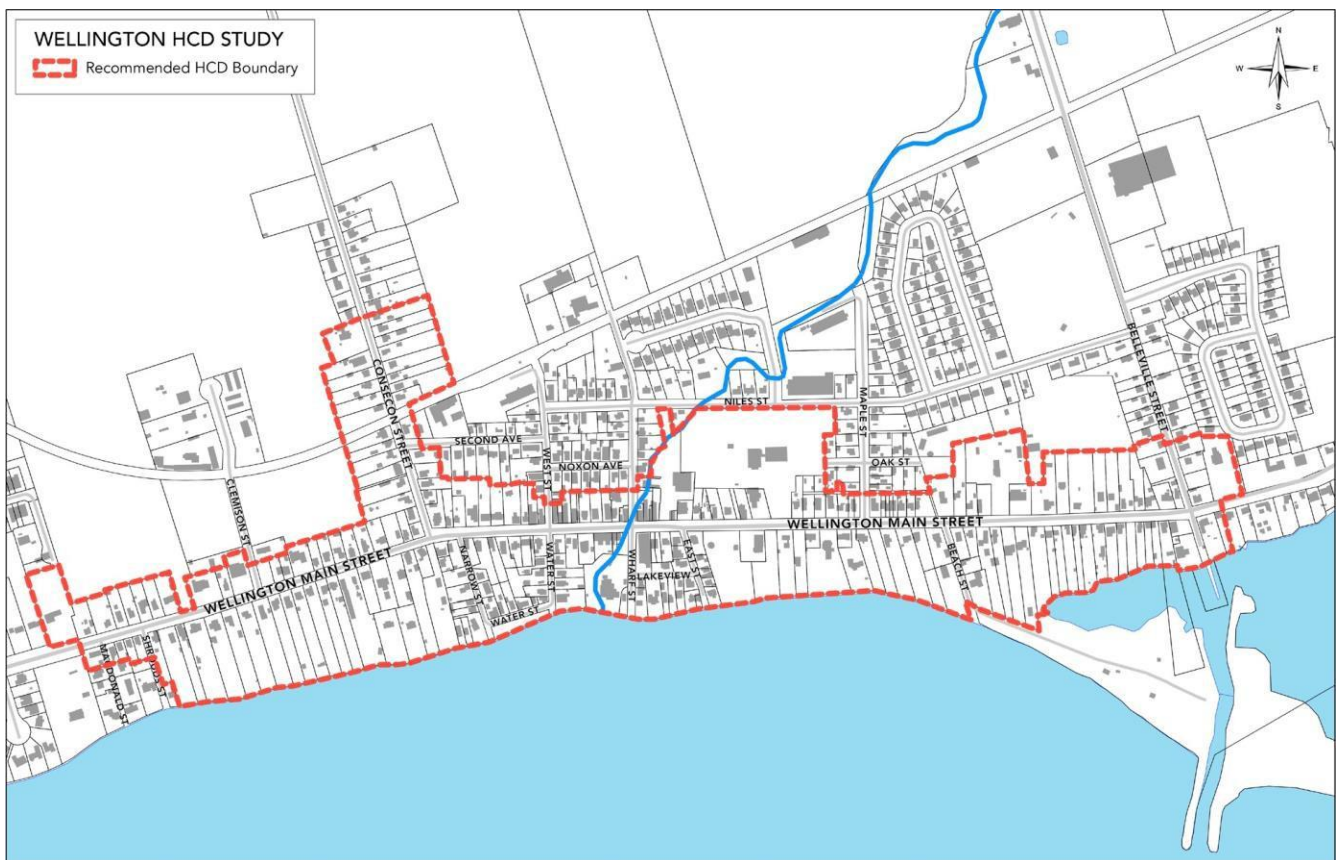 WELLINGTON HCD STUDY
Recommended HCD Boundary
N
W E
S
CONSECON STREET
BELLEVILLE STREET
NILES ST
MAPLE ST
SECOND AVE
WEST ST
NOXON AVE
OAK ST
CLEMISON ST
WELLINGTON MAIN STREET
WELLINGTON MAIN STREET
NARROW ST
WATER ST
WHARF ST
EAST ST
LAKEVIEW
BEACH ST
WATER ST
SHROUDS ST
MACDONALD ST